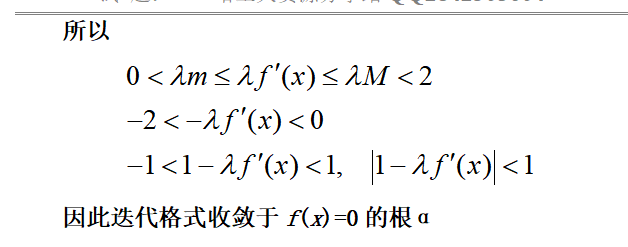 所以
0 < λm ≤ λf′(x) ≤ λM < 2
−2 < −λf′(x) < 0
−1 < 1 − λf′(x) < 1, |1 − λf′(x)| < 1
因此迭代格式收敛于 f(x)=0 的根 α